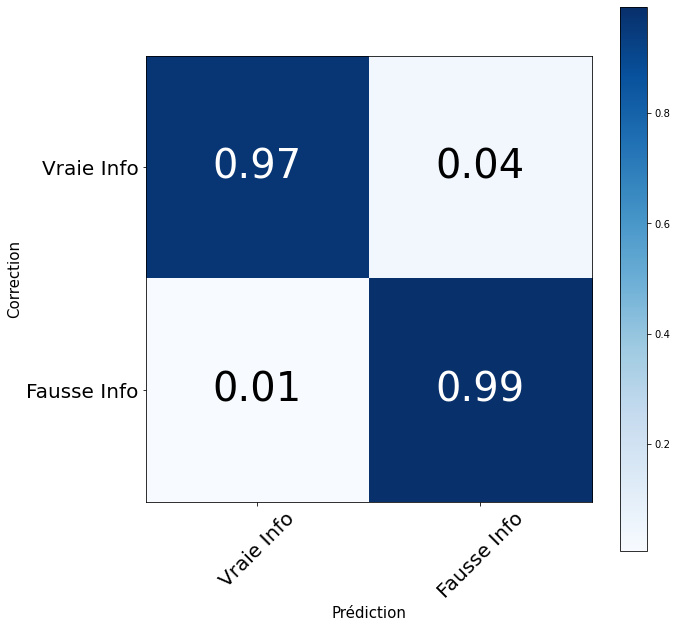 Vraie Info
0.97
0.04
Correction
Fausse Info
0.01
0.99
Vraie Info
Fausse Info
Prédiction
0.8
0.6
0.4
0.2